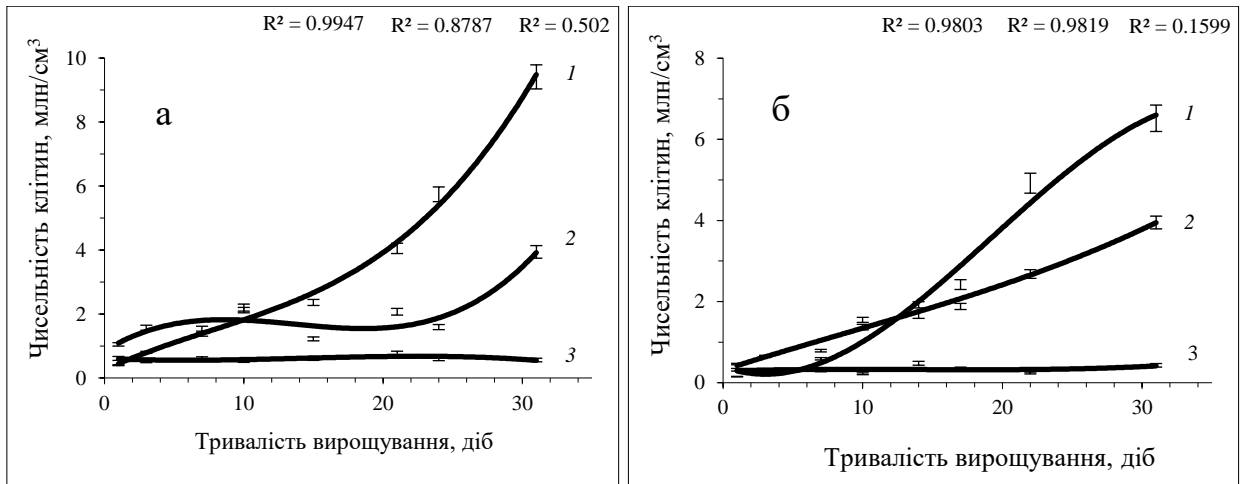 R² = 0.9947 R² = 0.8787 R² = 0.502
Чисельність клітин, млн/см³
10
8
6
4
2
0
а
1
2
3
0 10 20 30
Тривалість вирощування, діб
R² = 0.9803 R² = 0.9819 R² = 0.1599
Чисельність клітин, млн/см³
8
6
4
2
0
б
1
2
3
0 10 20 30
Тривалість вирощування, діб